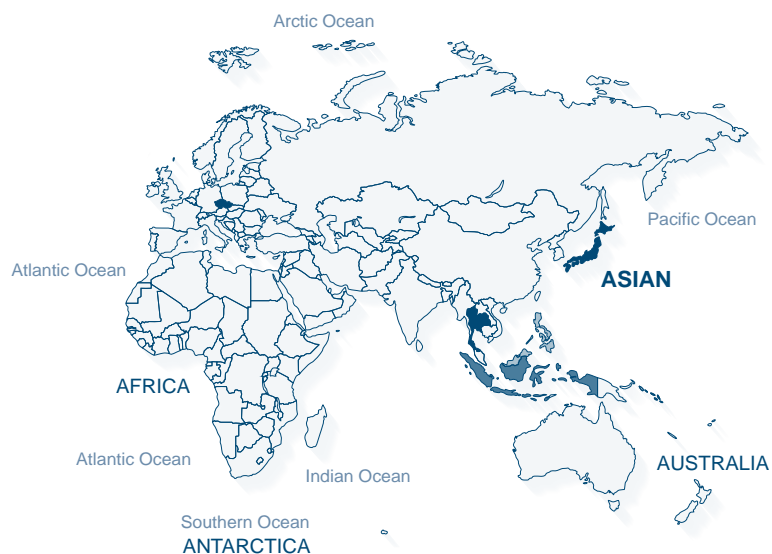 Arctic Ocean
Pacific Ocean
Atlantic Ocean
ASIAN
AFRICA
Atlantic Ocean
AUSTRALIA
Indian Ocean
Southern Ocean
ANTARCTICA